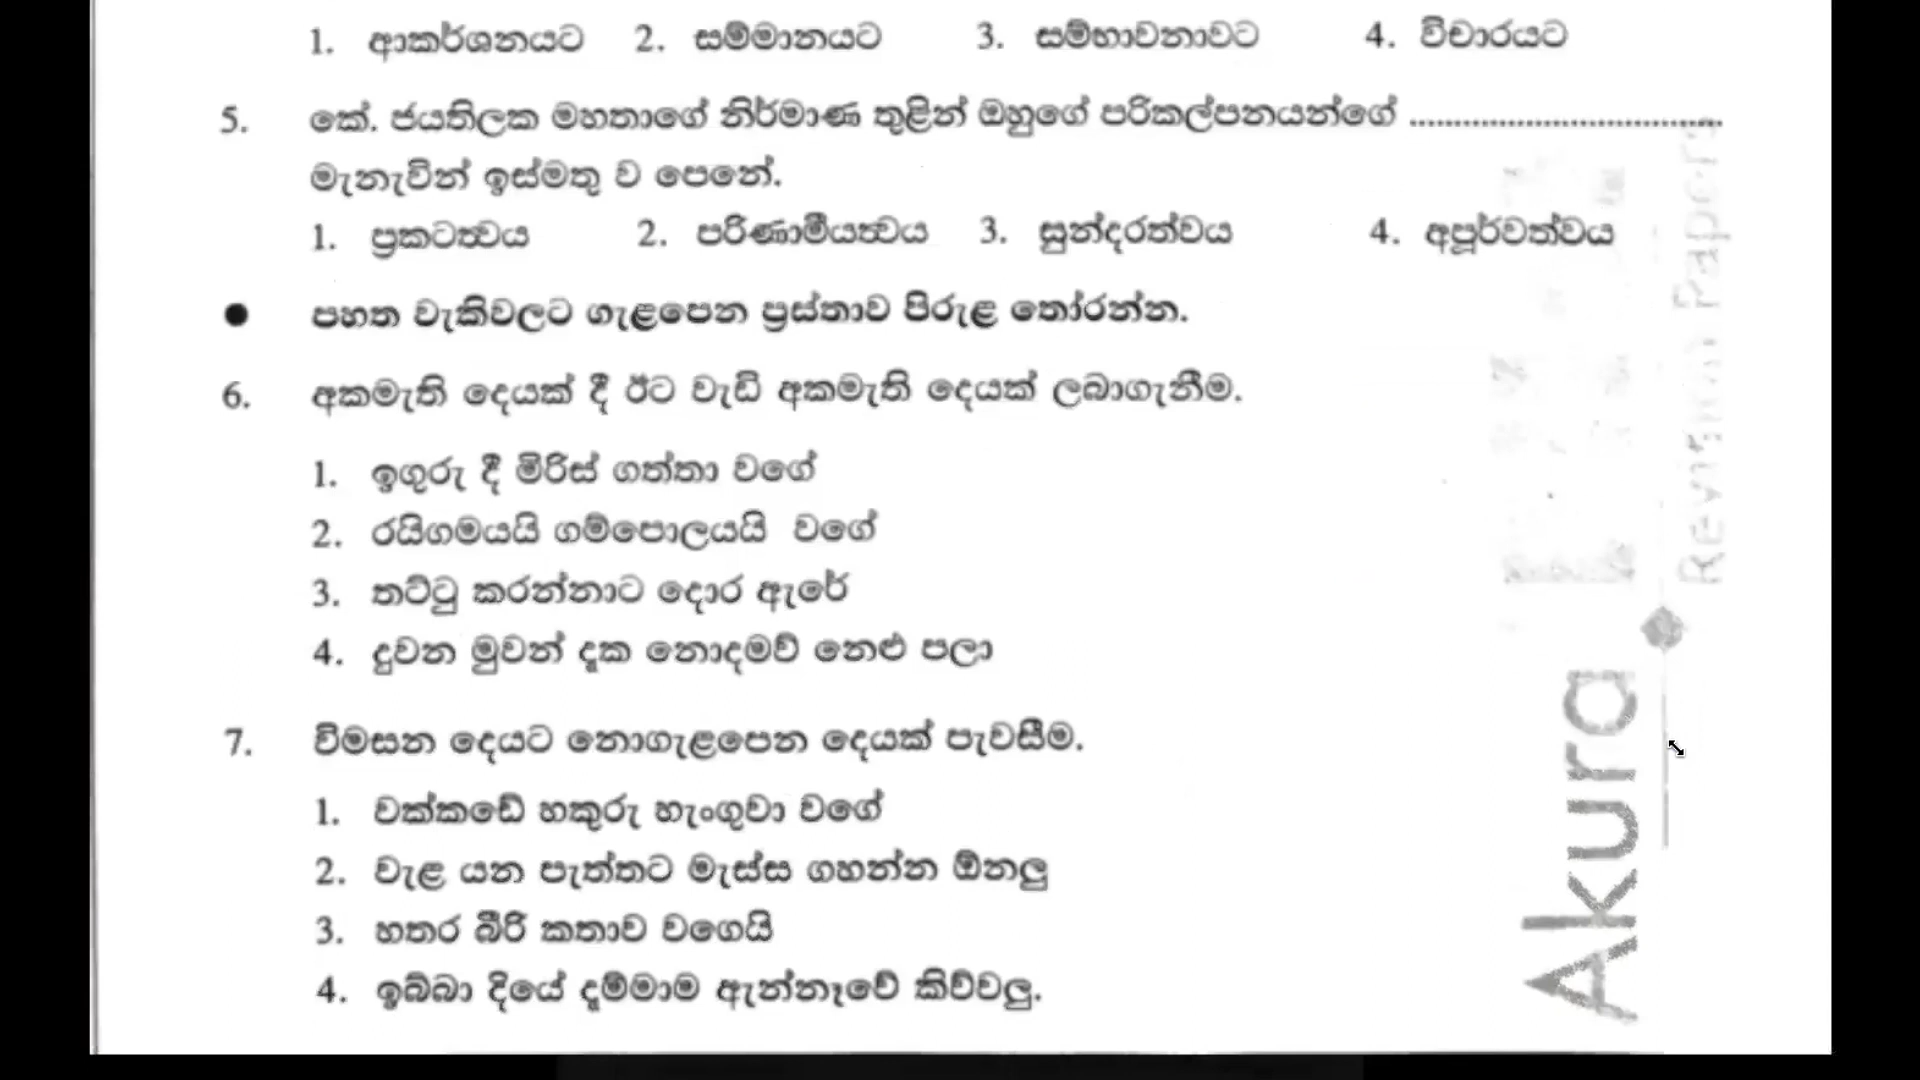 1. ආකර්ශනයට 2. සම්මානයට 3. සම්භාවනාවට 4. විචාරයට
5. කේ. ජයතිලක මහතාගේ නිර්මාණ තුළින් ඔහුගේ පරිකල්පනයන්ගේ ....................................
මැනැවින් ඉස්මතු ව පෙනේ.
1. ප්‍රකටත්‍වය 2. පරිණාමීයත්‍වය 3. සුන්දරත්වය 4. අපූර්වත්වය
● පහත වැකිවලට ගැළපෙන ප්‍රස්තාව පිරුළ තෝරන්න.
6. අකමැති දෙයක් දී ඊට වැඩි අකමැති දෙයක් ලබාගැනීම.
1. ඉගුරු දී මිරිස් ගත්තා වගේ
2. රයිගමයයි ගම්පොලයයි වගේ
3. තට්ටු කරන්නාට දොර ඇරේ
4. දුවන මුවන් දැක නොදමව් නෙළු පලා
7. විමසන දෙයට නොගැළපෙන දෙයක් පැවසීම.
1. වක්කඩේ හකුරු හැංගුවා වගේ
2. වැළ යන පැත්තට මැස්ස ගහන්න ඕනලු
3. හතර බීරි කතාව වගෙයි
4. ඉබ්බා දියේ දැම්මාම ඇන්නෑවේ කිව්වලු.
Akura
Revision Papers